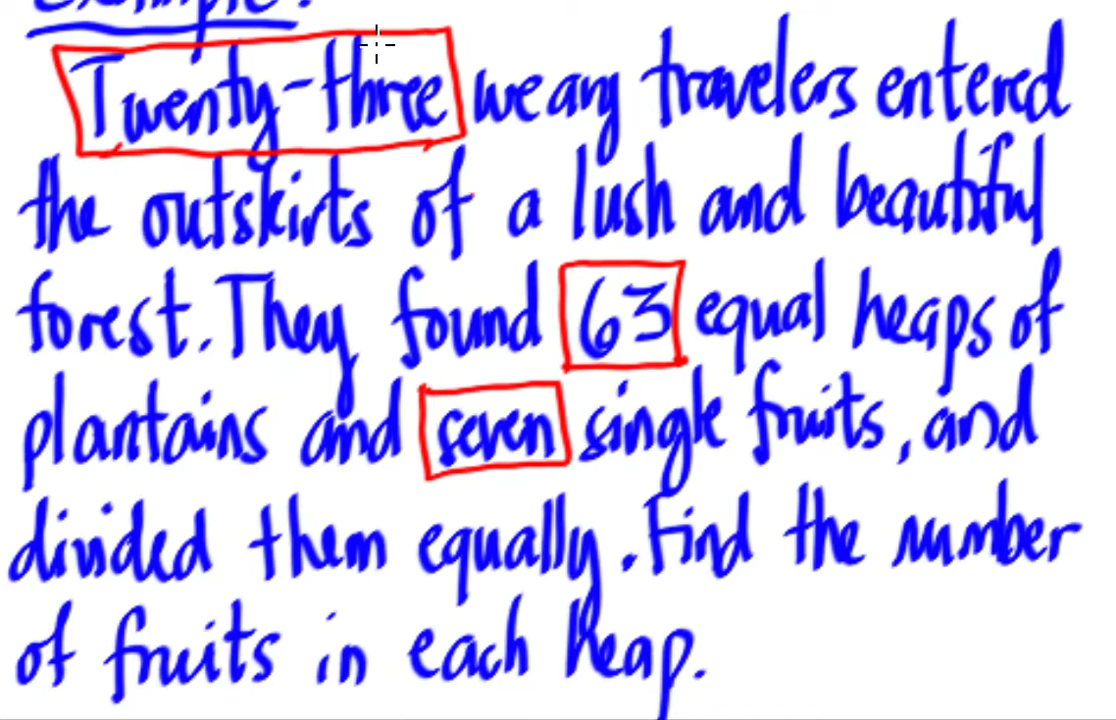 Example:
Twenty-three weary travelers entered
the outskirts of a lush and beautiful
forest. They found 63 equal heaps of
plantains and seven single fruits, and
divided them equally. Find the number
of fruits in each heap.